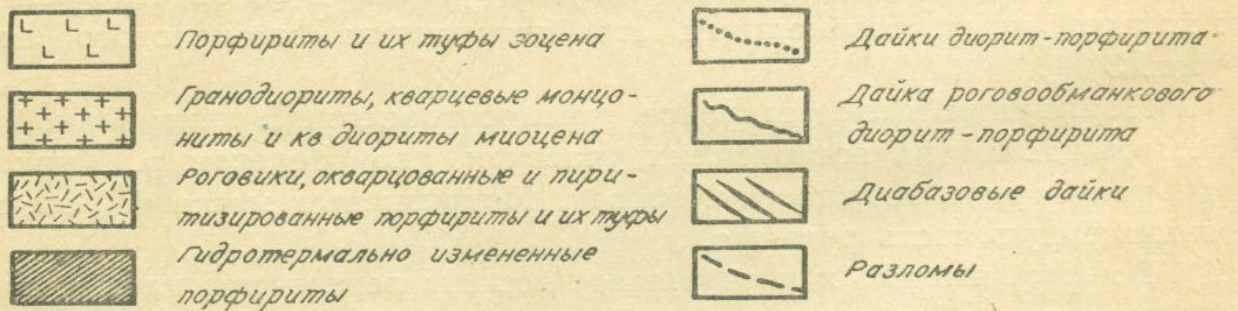 Порфириты и их туфы эоцена
Гранодиориты, кварцевые монцо-
ниты и кв диориты миоцена
Роговики, окварцованные и пири-
тизированные порфириты и их туфы
Гидротермально измененные
порфириты
Дайки диорит-порфирита
Дайка роговообманкового
диорит-порфирита
Диабазовые дайки
Разломы